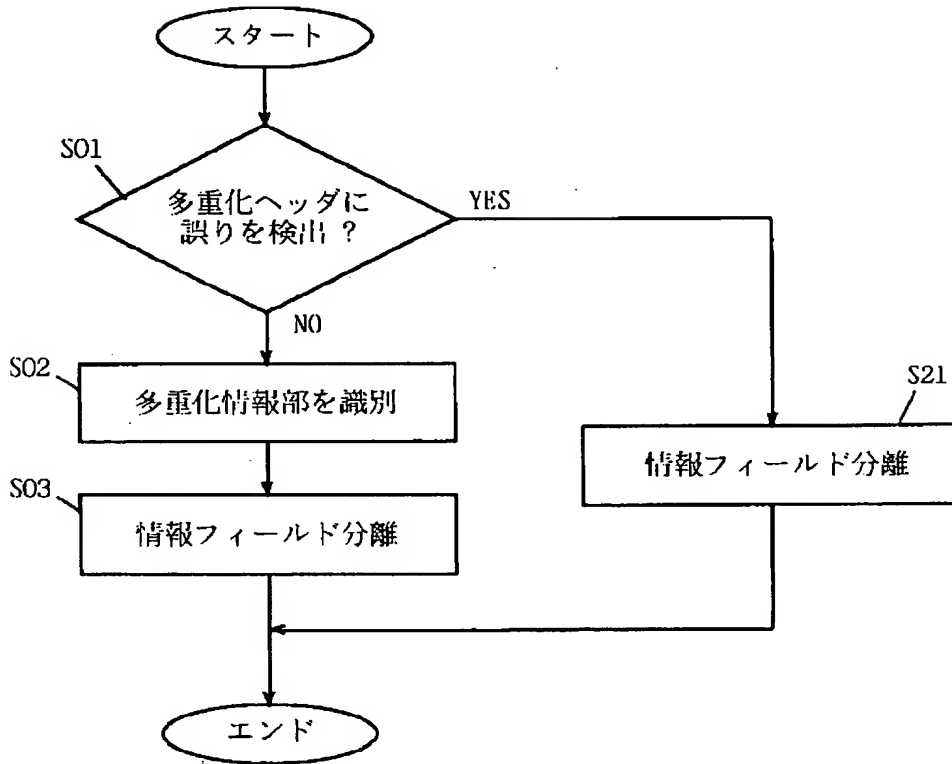 スタート
S01
多重化ヘッダに
誤りを検出 ?
YES
NO
S02
多重化情報部を識別
S21
情報フィールド分離
S03
情報フィールド分離
エンド